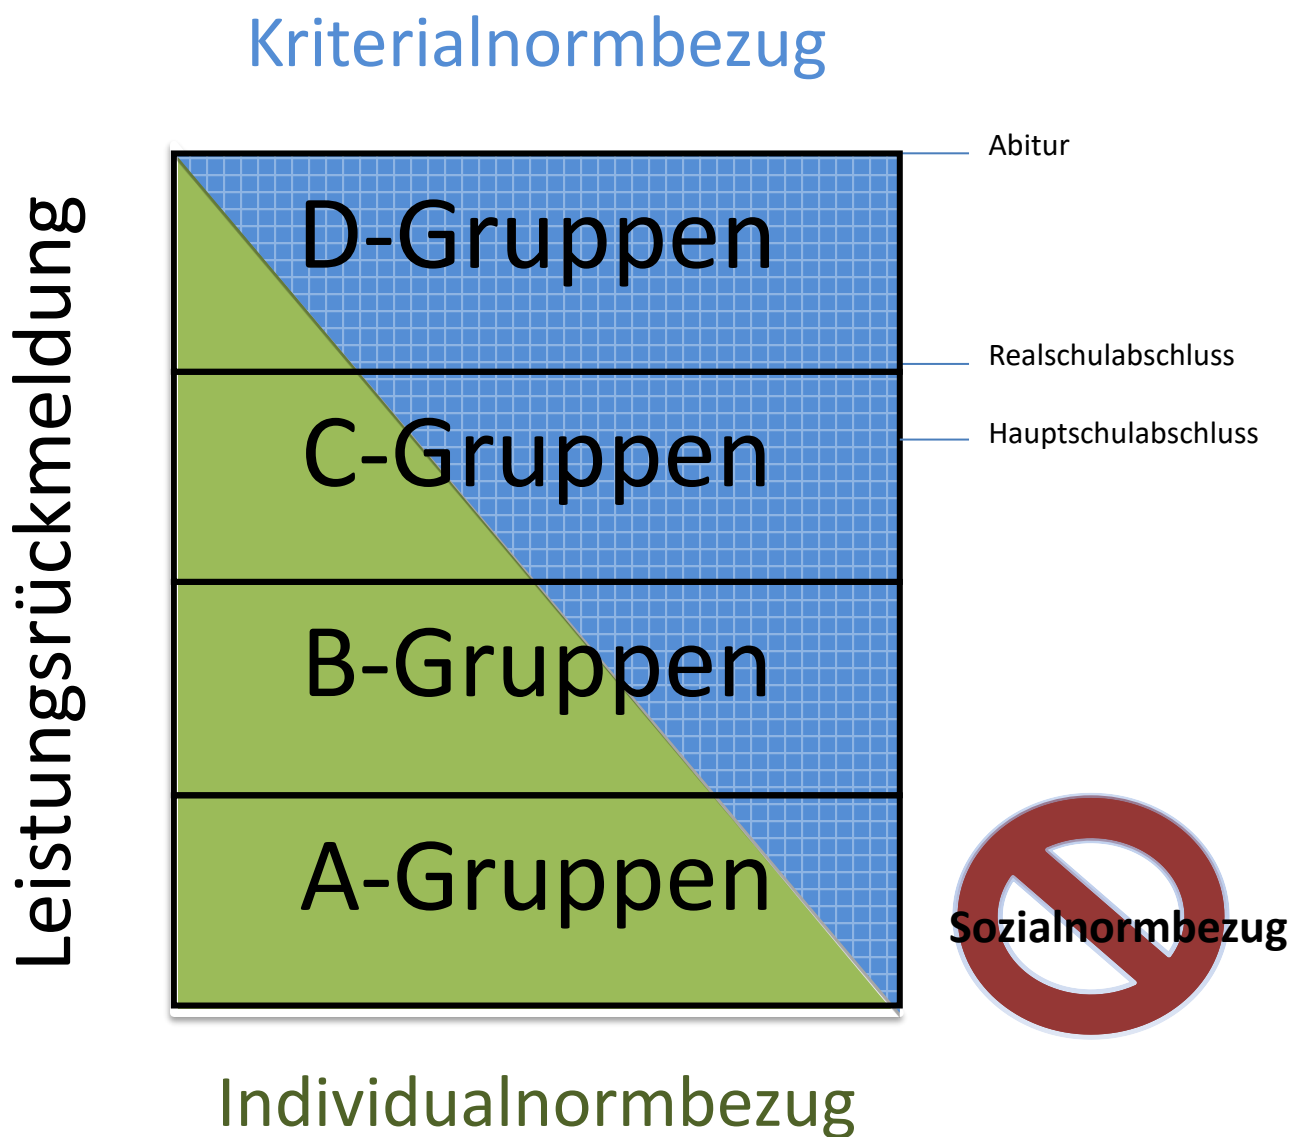 Kriterialnormbezug
Leistungsrückmeldung
Abitur
D-Gruppen
Realschulabschluss
C-Gruppen
Hauptschulabschluss
B-Gruppen
A-Gruppen
Sozialnormbezug
Individualnormbezug